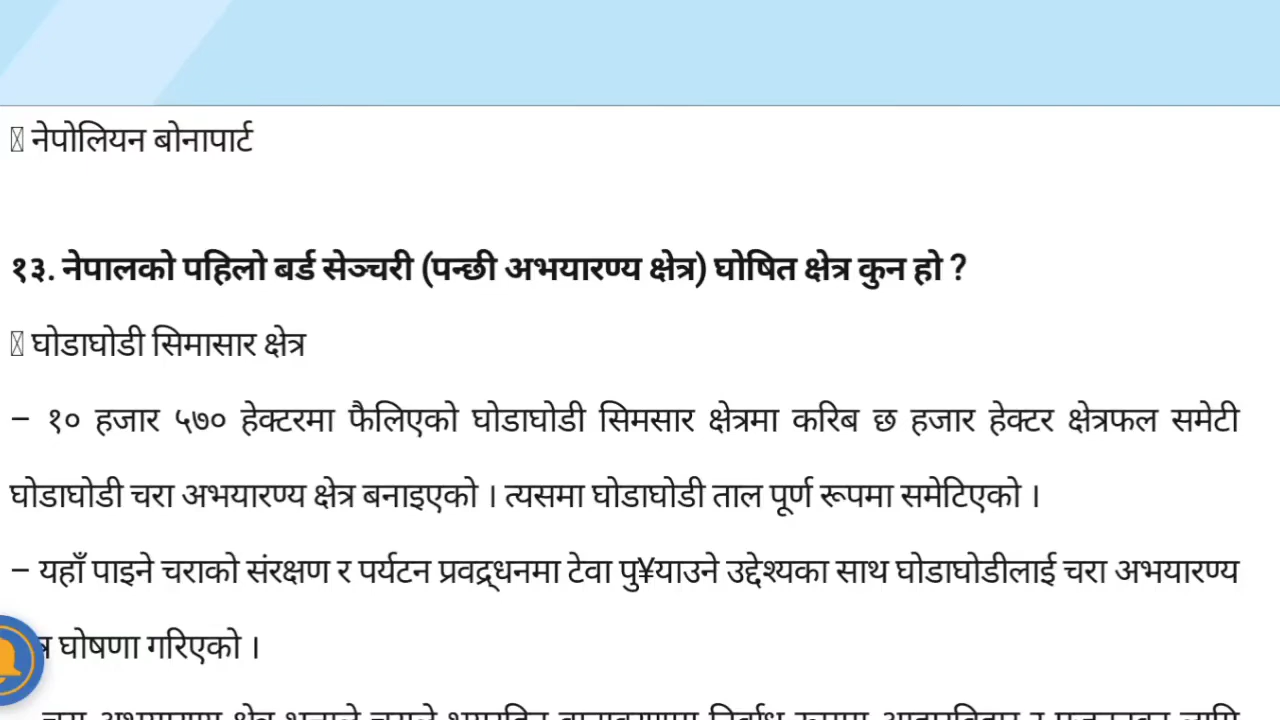 नेपोलियन बोनापार्ट
१३. नेपालको पहिलो बर्ड सेञ्चरी (पन्छी अभयारण्य क्षेत्र) घोषित क्षेत्र कुन हो ?
घोडाघोडी सिमासार क्षेत्र
– १० हजार ५७० हेक्टरमा फैलिएको घोडाघोडी सिमसार क्षेत्रमा करिब छ हजार हेक्टर क्षेत्रफल समेटी
घोडाघोडी चरा अभयारण्य क्षेत्र बनाइएको । त्यसमा घोडाघोडी ताल पूर्ण रूपमा समेटिएको ।
– यहाँ पाइने चराको संरक्षण र पर्यटन प्रवद्र्धनमा टेवा पु¥याउने उद्देश्यका साथ घोडाघोडीलाई चरा अभयारण्य
घोषणा गरिएको ।